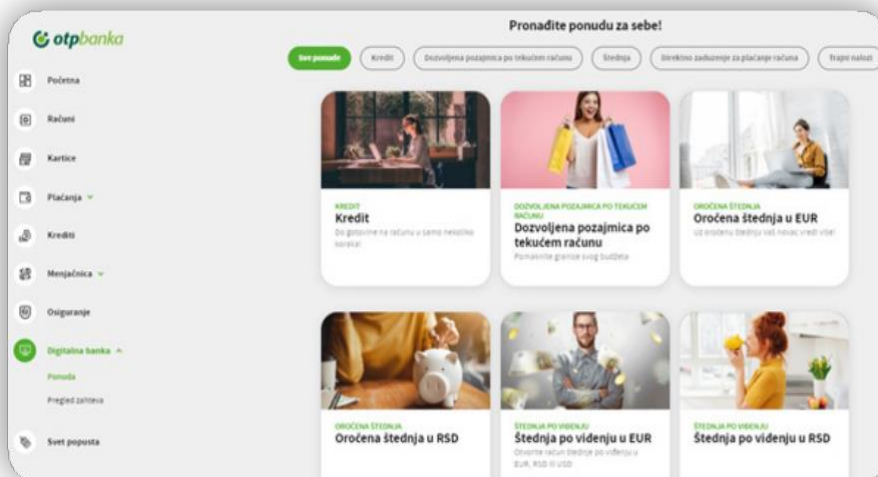 otpbanka
Početna
Računi
Kartice
Plaćanja
Krediti
Menjačnica
Osiguranje
Digitalna banka
Ponuda
Pregled zahteva
Svet popusta
Pronađite ponudu za sebe!
Sve ponude
Kredit
Dozvoljena pozajmica po tekućem računu
Štednja
Direktno zaduženje za plaćanje računa
Trajni nalozi
KREDIT
Kredit
Do gotovine na računu u samo nekoliko
koraka!
DOZVOLJENA POZAJMICA PO TEKUĆEM
RAČUNU
Dozvoljena pozajmica po
tekućem računu
Pomaknite granice svog budžeta
OROČENA ŠTEDNJA
Oročena štednja u EUR
Uz oročenu štednju Vaš novac vredi više!
OROČENA ŠTEDNJA
Oročena štednja u RSD
ŠTEDNJA PO VIĐENJU
Štednja po viđenju u EUR
Otvorite račun štednje po viđenju u
EUR, RSD ili USD
ŠTEDNJA PO VIĐENJU
Štednja po viđenju u RSD